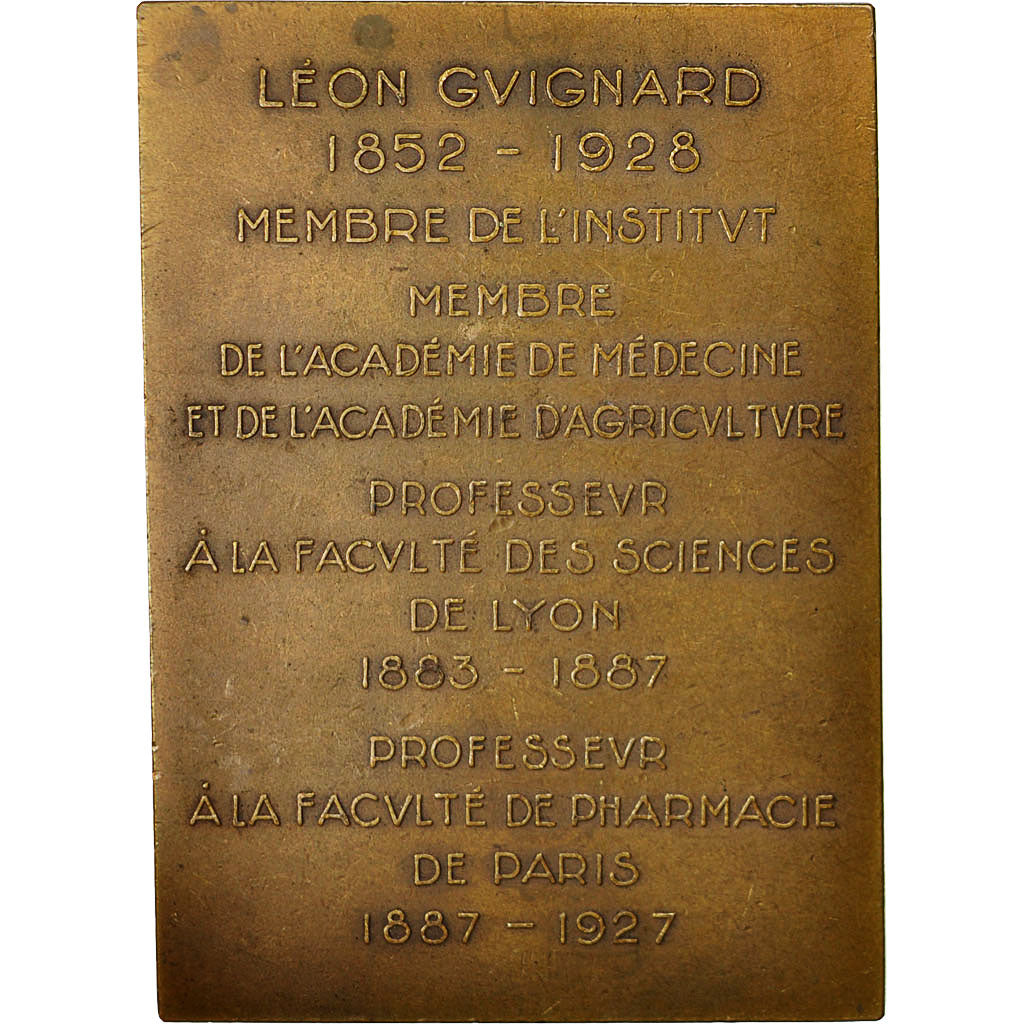 LÉON GVIGNARD
1852 - 1928
MEMBRE DE L'INSTITVT
MEMBRE
DE L'ACADÉMIE DE MÉDECINE
ET DE L'ACADÉMIE D'AGRICVLTVRE
PROFESSEVR
À LA FACVLTÉ DES SCIENCES
DE LYON
1883 - 1887
PROFESSEVR
À LA FACVLTÉ DE PHARMACIE
DE PARIS
1887 - 1927